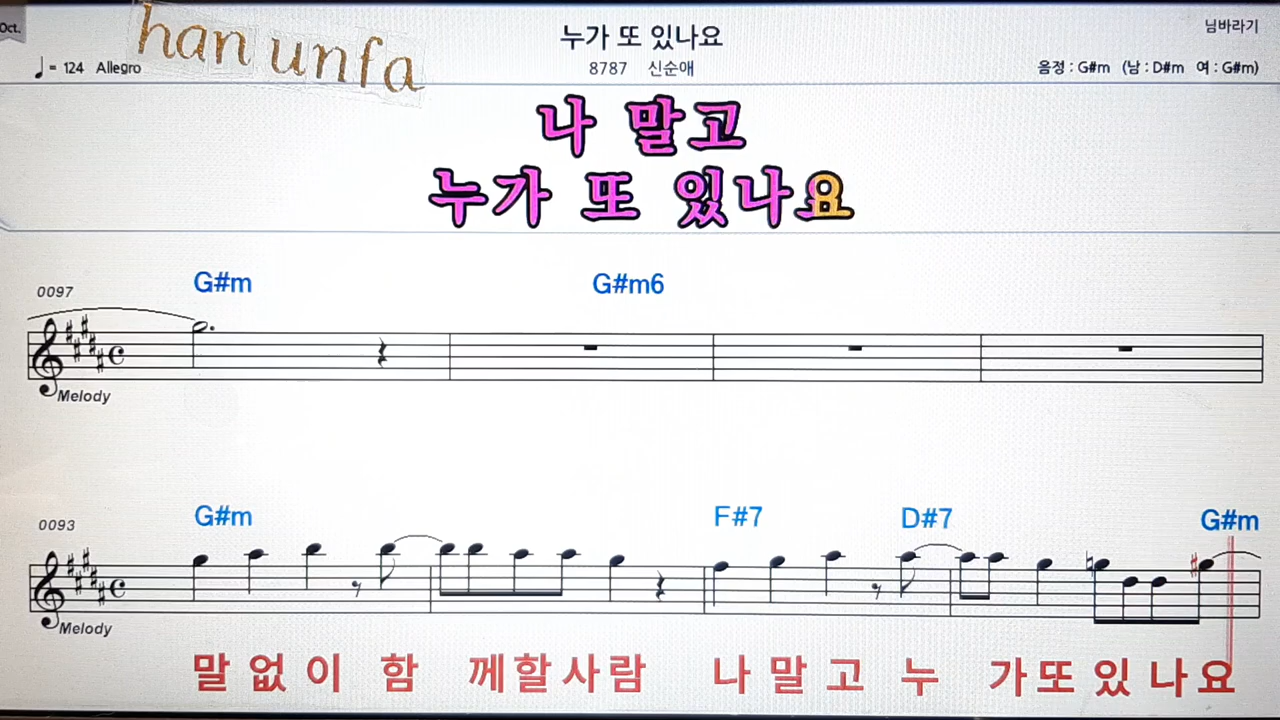 Oct.
han unfa
누가 또 있나요
님바라기
♩= 124 Allegro
8787 신순애
음정 : G#m (남 : D#m 여 : G#m)
나 말고
누가 또 있나요
G#m G#m6
0097
Melody
G#m F#7 D#7 G#m
0093
Melody
말 없 이 함 께 할 사 람 나 말 고 누 가 또 있 나 요